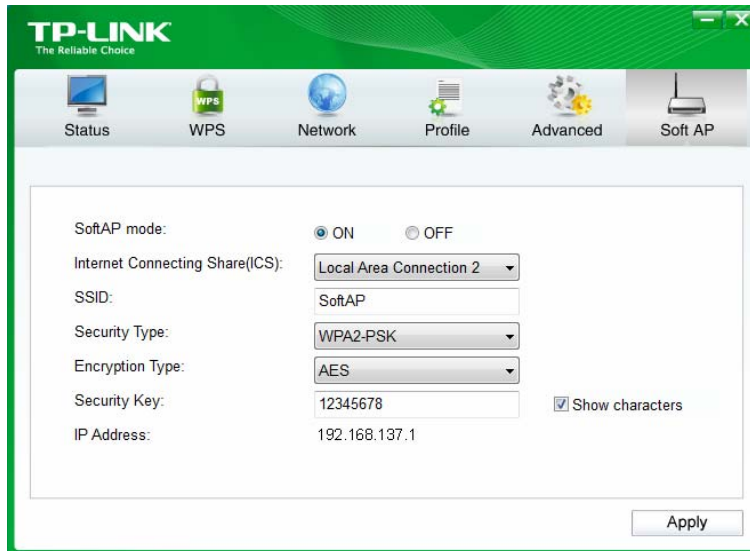 TP-LINK
The Reliable Choice
WPS
Status WPS Network Profile Advanced Soft AP
SoftAP mode: ON OFF
Internet Connecting Share(ICS): Local Area Connection 2
SSID: SoftAP
Security Type: WPA2-PSK
Encryption Type: AES
Security Key: 12345678 Show characters
IP Address: 192.168.137.1
Apply